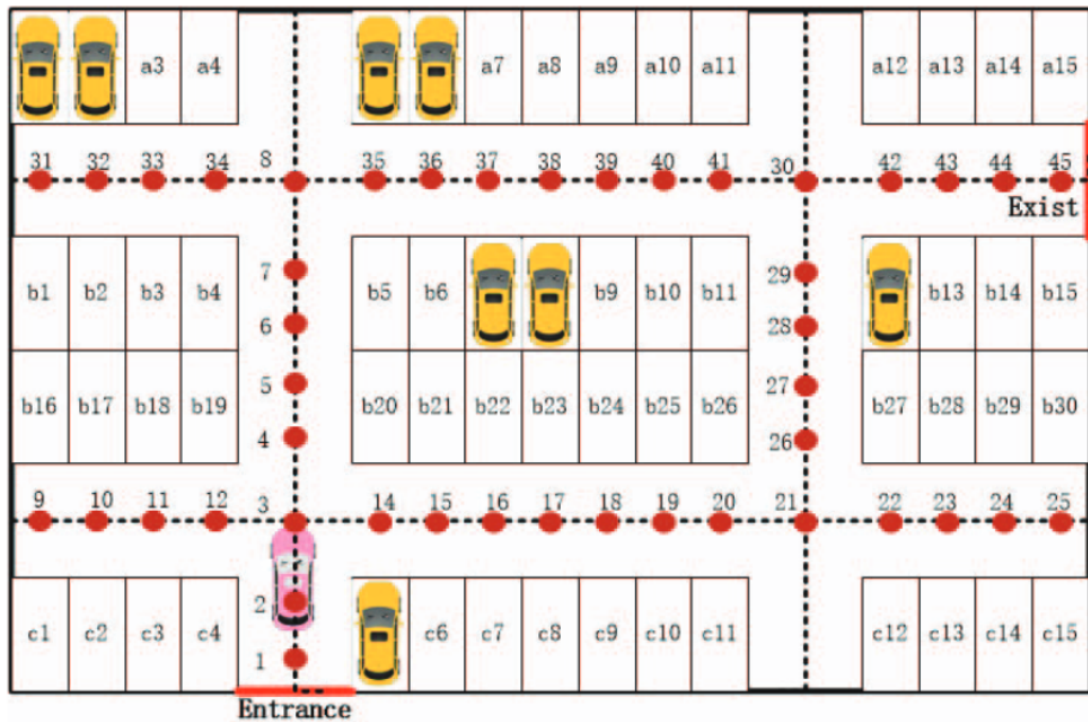 a3 a4 a7 a8 a9 a10 a11 a12 a13 a14 a15
31 32 33 34 8 35 36 37 38 39 40 41 30 42 43 44 45
Exist
7 29
b1 b2 b3 b4 b5 b6 b9 b10 b11 b13 b14 b15
6 28
5 27
b16 b17 b18 b19 b20 b21 b22 b23 b24 b25 b26 b27 b28 b29 b30
4 26
9 10 11 12 3 14 15 16 17 18 19 20 21 22 23 24 25
2
c1 c2 c3 c4 c6 c7 c8 c9 c10 c11 c12 c13 c14 c15
1
Entrance